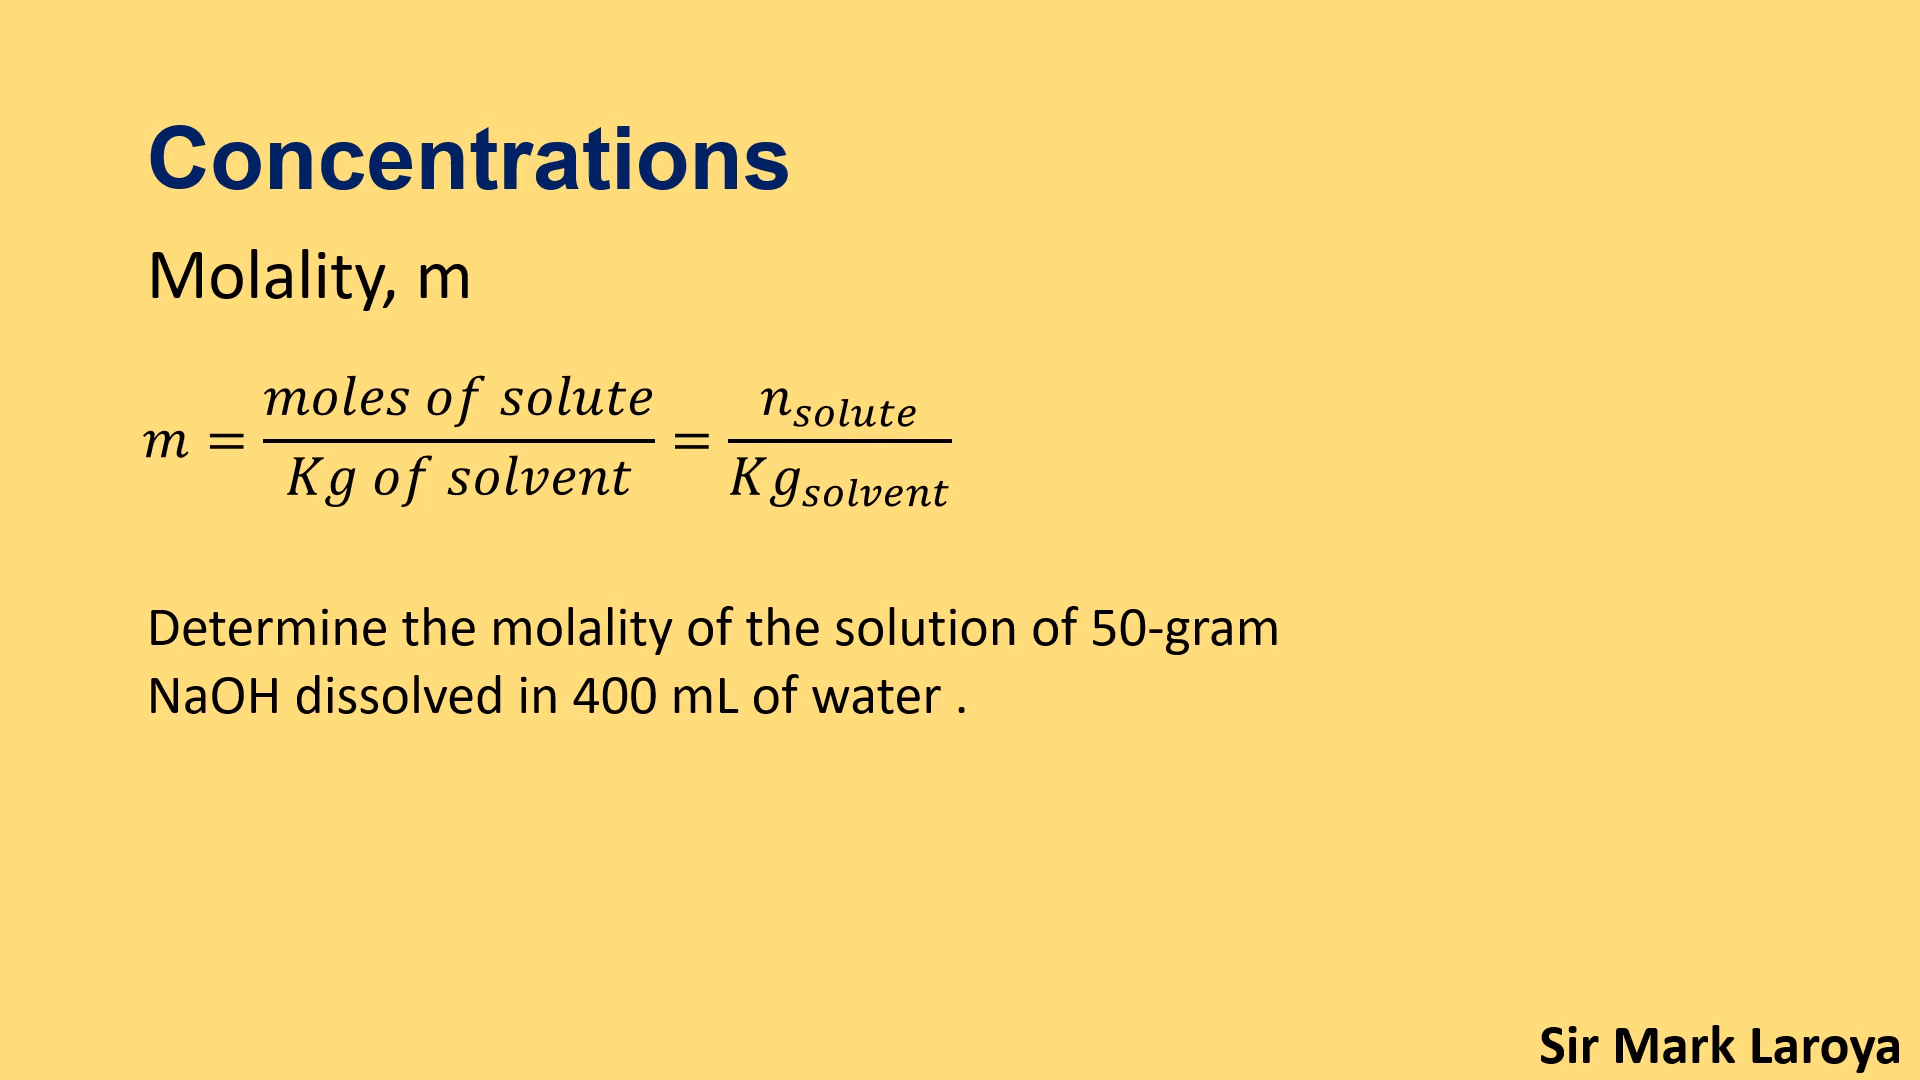 Concentrations
Molality, m
m = moles of solute / Kg of solvent = n_solute / Kg_solvent
Determine the molality of the solution of 50-gram
NaOH dissolved in 400 mL of water .
Sir Mark Laroya